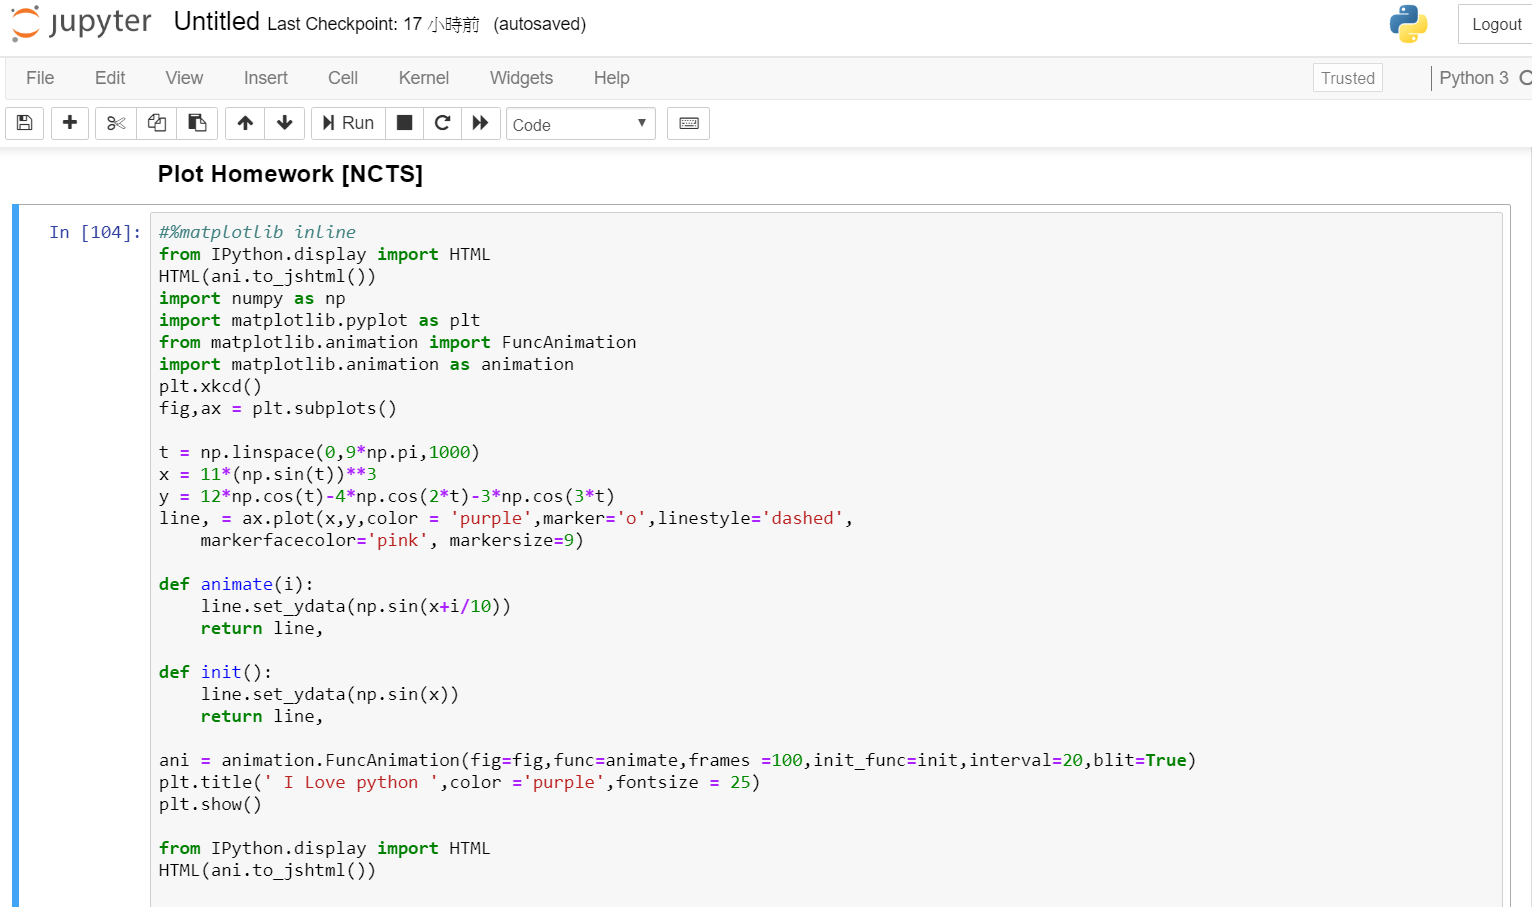 jupyter Untitled Last Checkpoint: 17 小時前 (autosaved) Logout
File Edit View Insert Cell Kernel Widgets Help Trusted Python 3
Run Code
Plot Homework [NCTS]
In [104]: #%matplotlib inline
from IPython.display import HTML
HTML(ani.to_jshtml())
import numpy as np
import matplotlib.pyplot as plt
from matplotlib.animation import FuncAnimation
import matplotlib.animation as animation
plt.xkcd()
fig,ax = plt.subplots()
t = np.linspace(0,9*np.pi,1000)
x = 11*(np.sin(t))**3
y = 12*np.cos(t)-4*np.cos(2*t)-3*np.cos(3*t)
line, = ax.plot(x,y,color = 'purple',marker='o',linestyle='dashed',
    markerfacecolor='pink', markersize=9)
def animate(i):
    line.set_ydata(np.sin(x+i/10))
    return line,
def init():
    line.set_ydata(np.sin(x))
    return line,
ani = animation.FuncAnimation(fig=fig,func=animate,frames =100,init_func=init,interval=20,blit=True)
plt.title(' I Love python ',color ='purple',fontsize = 25)
plt.show()
from IPython.display import HTML
HTML(ani.to_jshtml())